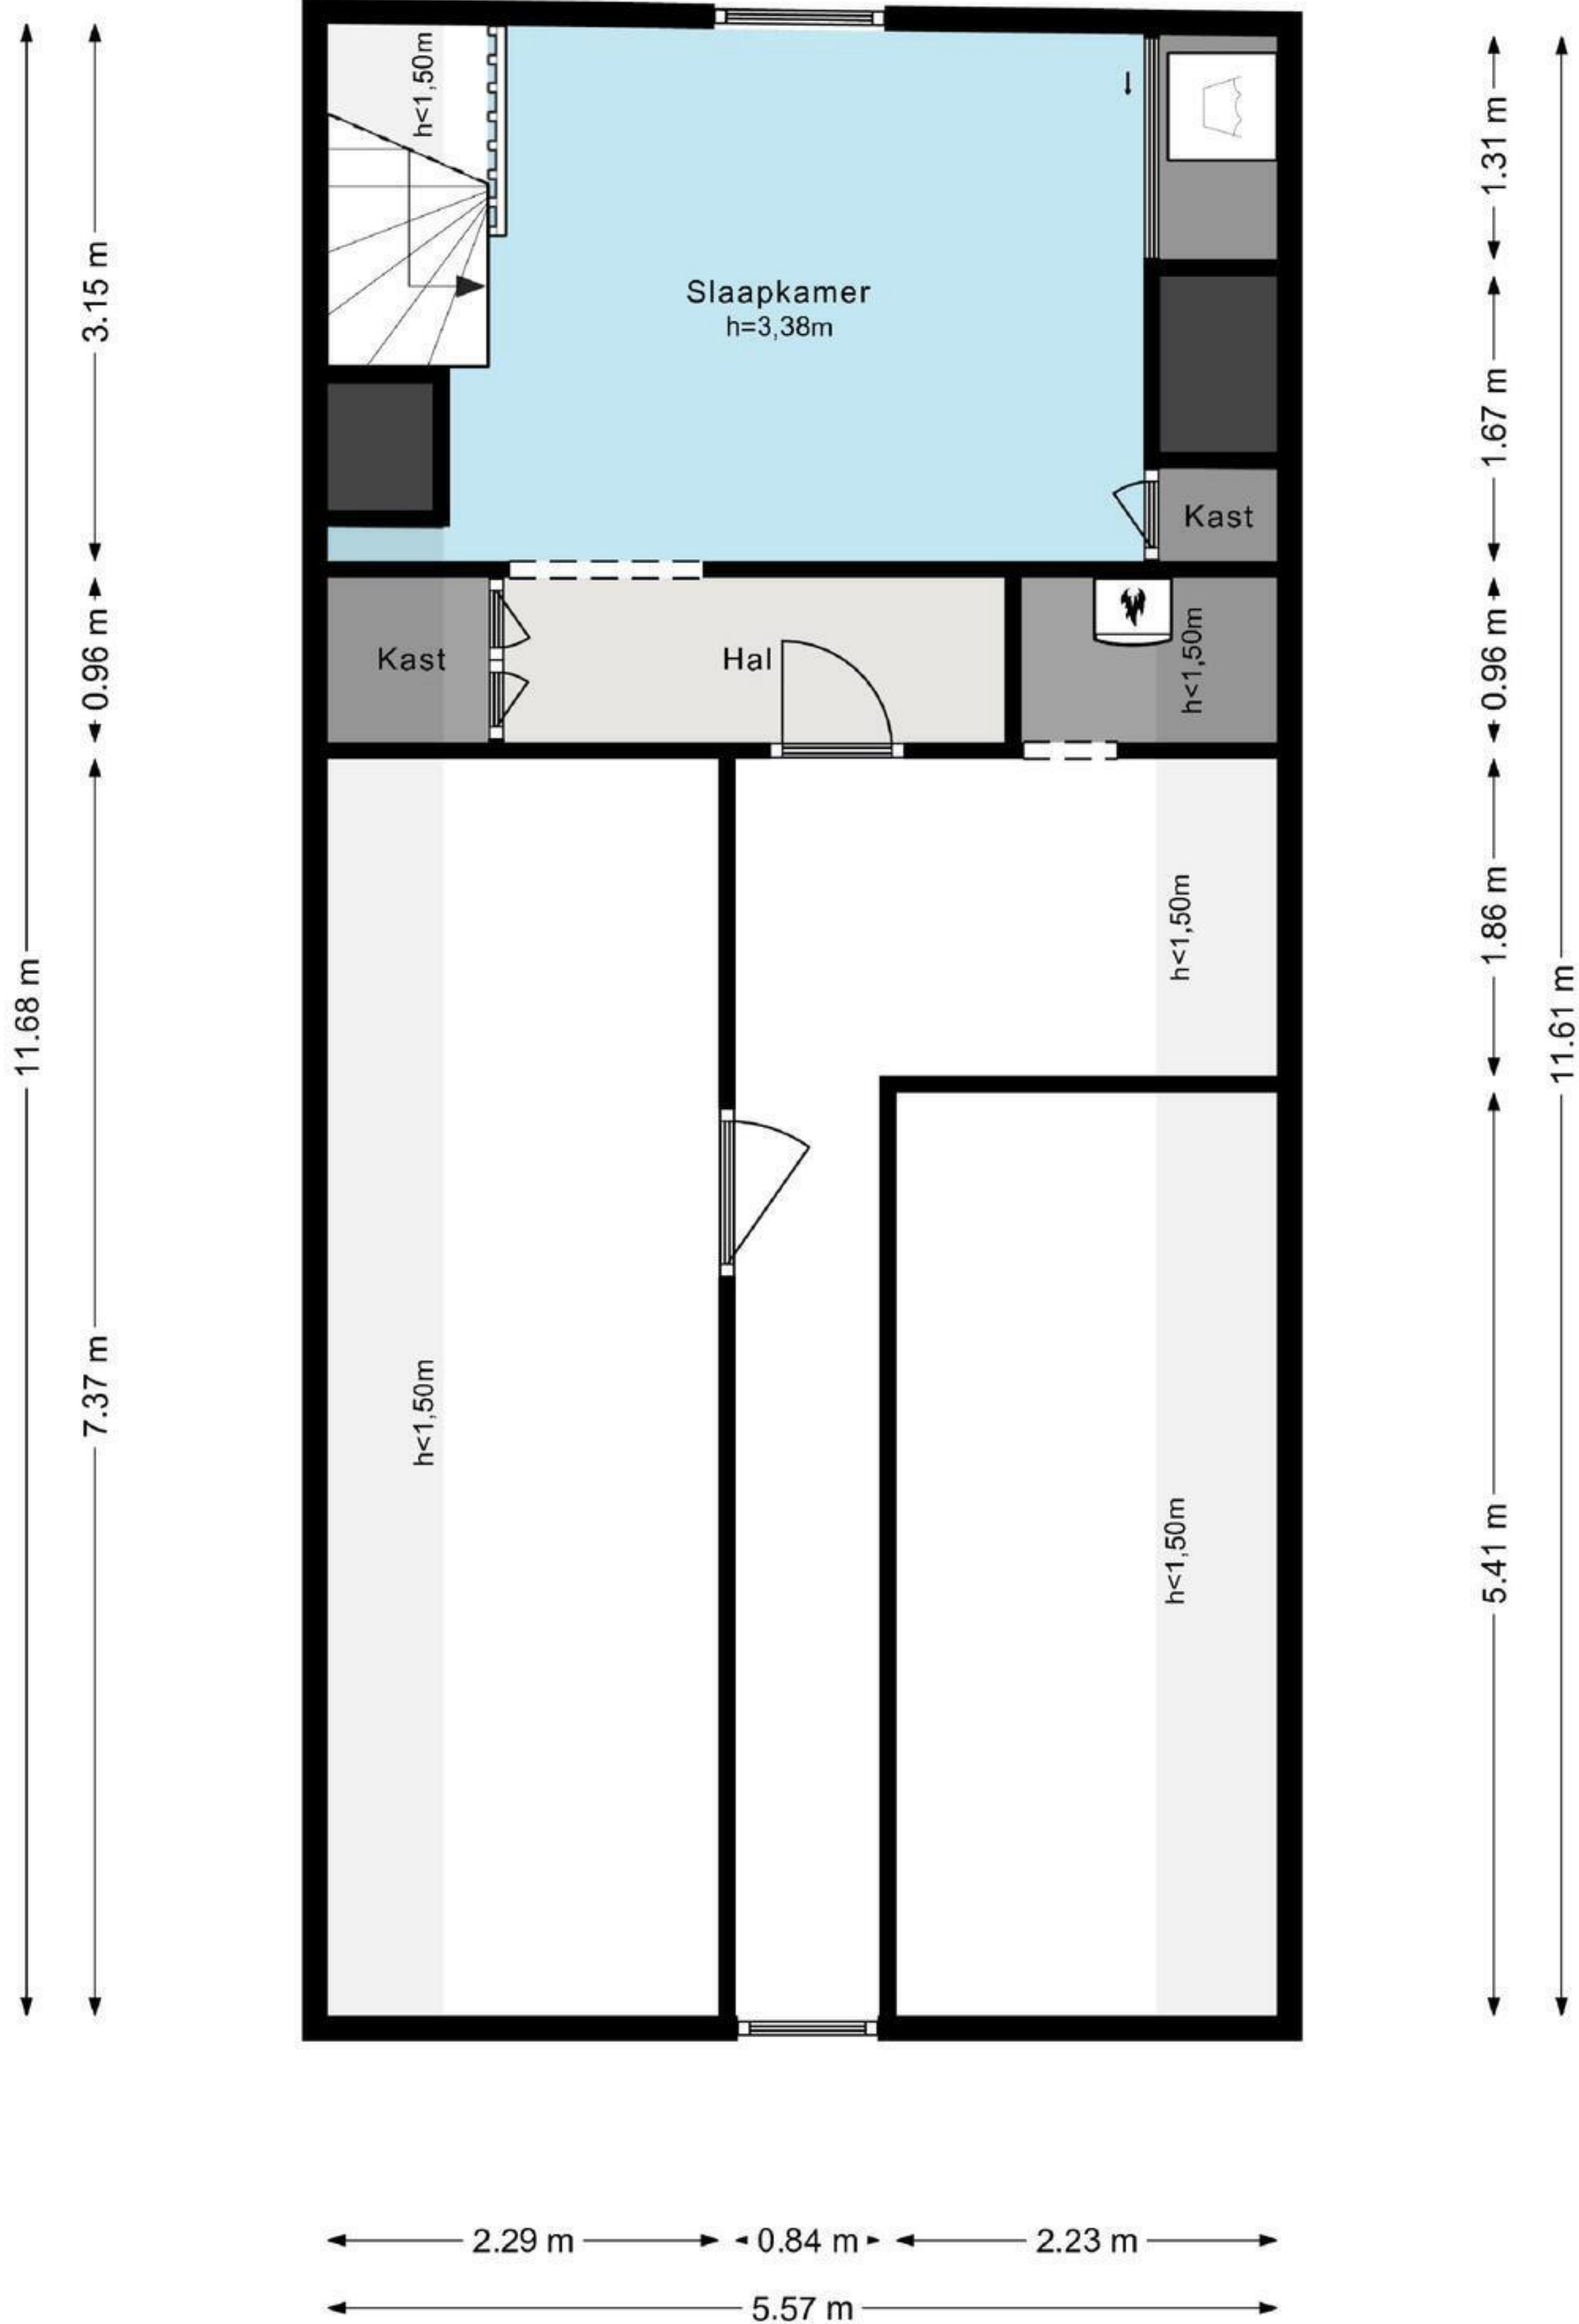 h<1,50m
Slaapkamer
h=3,38m
Kast
Kast
Hal
h<1,50m
h<1,50m
h<1,50m
h<1,50m
11.68 m
3.15 m
0.96 m
7.37 m
1.31 m
1.67 m
0.96 m
1.86 m
5.41 m
11.61 m
2.29 m
0.84 m
2.23 m
5.57 m